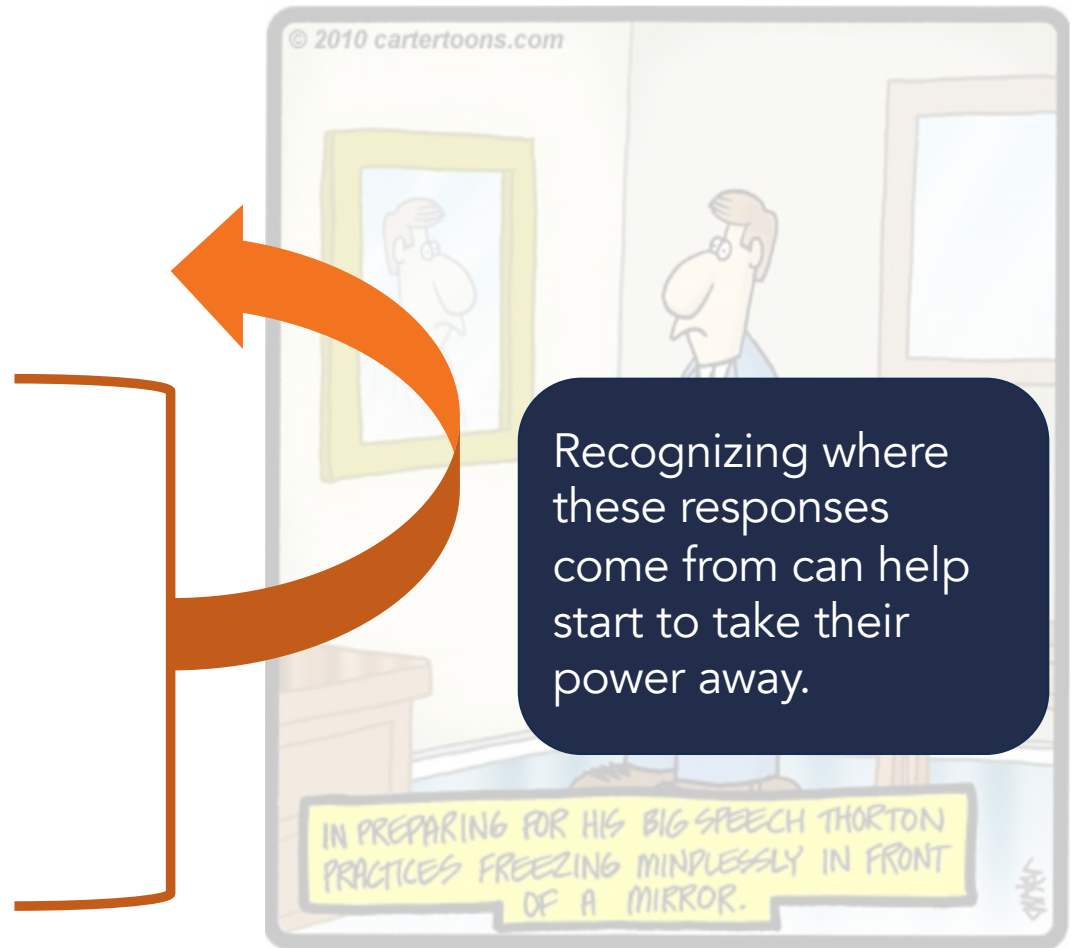 © 2010 cartertoons.com
Recognizing where
these responses
come from can help
start to take their
power away.
IN PREPARING FOR HIS BIG SPEECH THORTON
PRACTICES FREEZING MINDLESSLY IN FRONT
OF A MIRROR.